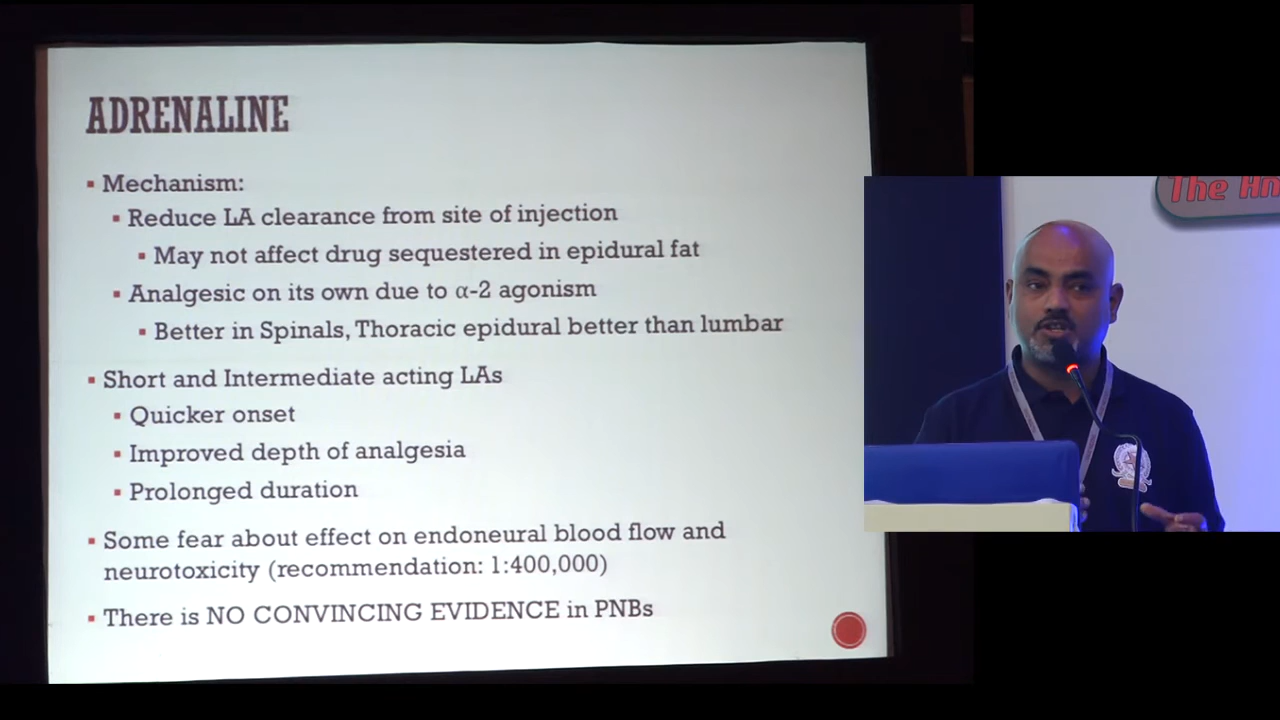 ADRENALINE
Mechanism:
Reduce LA clearance from site of injection
May not affect drug sequestered in epidural fat
Analgesic on its own due to α-2 agonism
Better in Spinals, Thoracic epidural better than lumbar
Short and Intermediate acting LAs
Quicker onset
Improved depth of analgesia
Prolonged duration
Some fear about effect on endoneural blood flow and
neurotoxicity (recommendation: 1:400,000)
There is NO CONVINCING EVIDENCE in PNBs
The